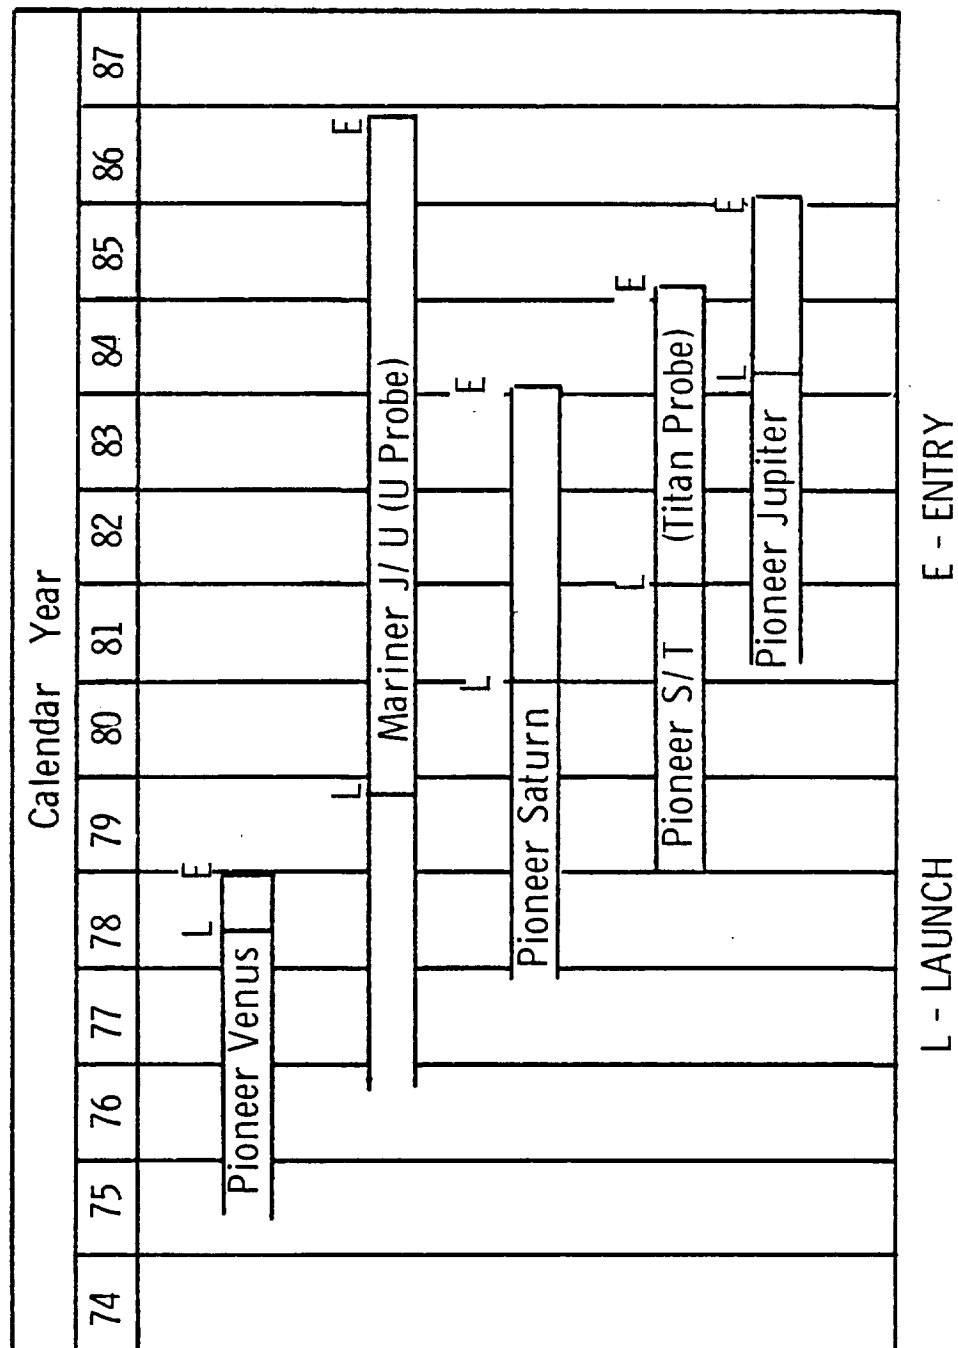 Calendar Year
74 75 76 77 78 79 80 81 82 83 84 85 86 87
L E
Pioneer Venus
L E
Mariner J/U (U Probe)
L E
Pioneer Saturn
L E
Pioneer S/T (Titan Probe)
L E
Pioneer Jupiter
L - LAUNCH E - ENTRY